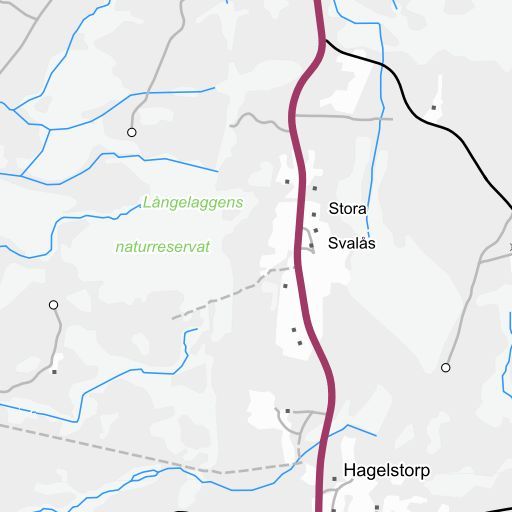 Långelaggens
naturreservat
Stora
Svalås
Hagelstorp